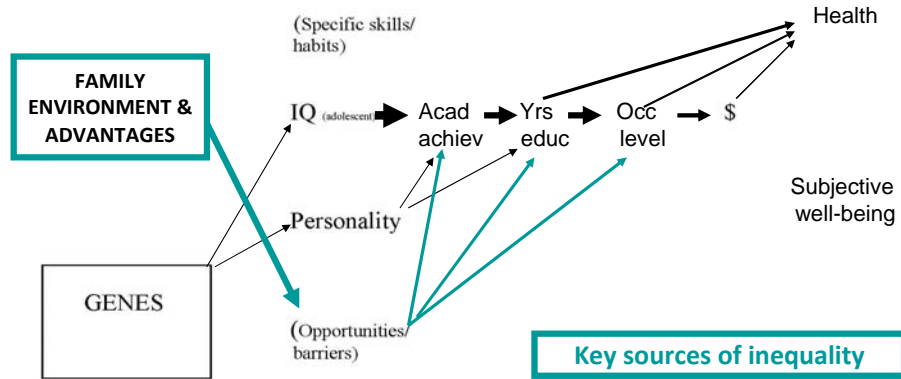 (Specific skills/
habits)
Health
FAMILY
ENVIRONMENT &
ADVANTAGES
IQ (adolescent)
Acad
achiev
Yrs
educ
Occ
level
$
Subjective
well-being
Personality
GENES
(Opportunities/
barriers)
Key sources of inequality